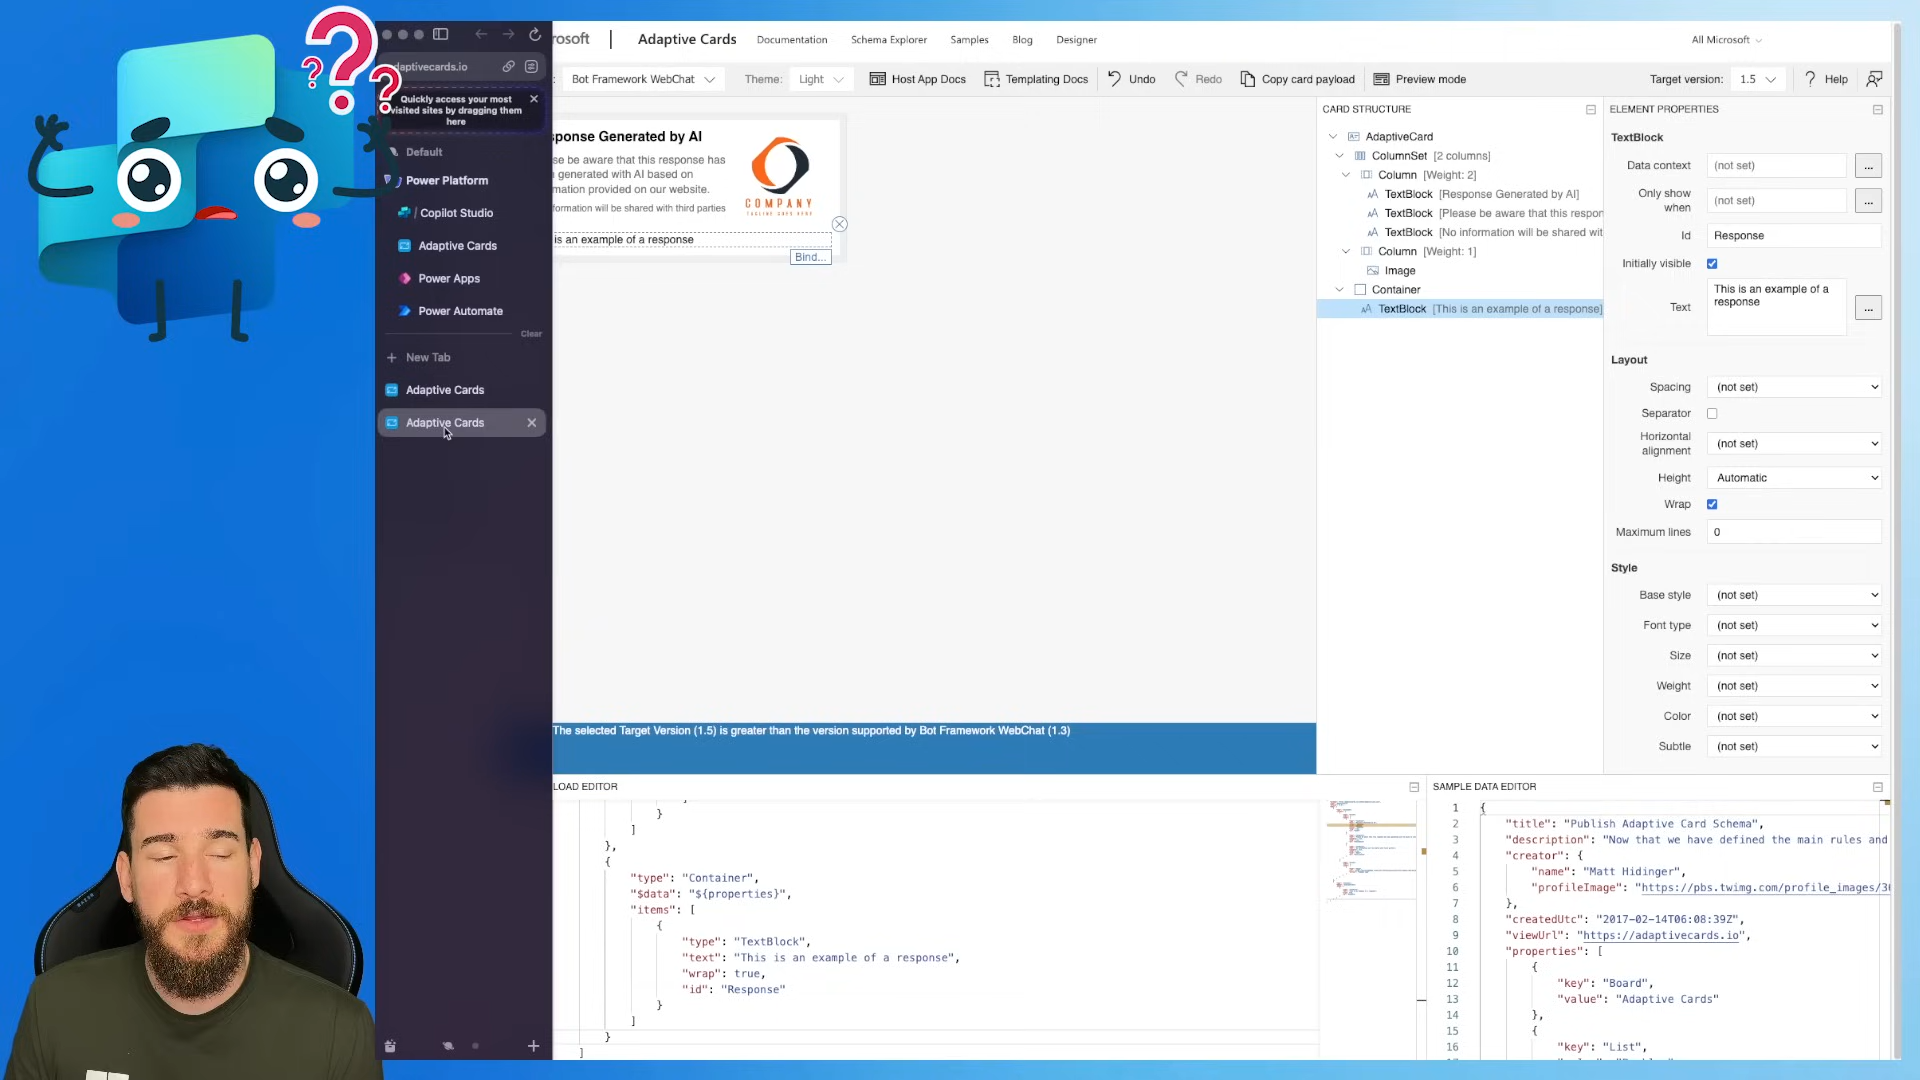 osoft | Adaptive Cards Documentation Schema Explorer Samples Blog Designer All Microsoft
daptivecards.io
Bot Framework WebChat Theme: Light Host App Docs Templating Docs Undo Redo Copy card payload Preview mode Target version: 1.5 Help
Quickly access your most
visited sites by dragging them
here
Default
Power Platform
/ Copilot Studio
Adaptive Cards
Power Apps
Power Automate
Clear
New Tab
Adaptive Cards
Adaptive Cards
sponse Generated by AI
se be aware that this response has
generated with AI based on
mation provided on our website.
formation will be shared with third parties
COMPANY
TAGLINE GOES HERE
is an example of a response
Bind...
The selected Target Version (1.5) is greater than the version supported by Bot Framework WebChat (1.3)
CARD STRUCTURE
AdaptiveCard
ColumnSet [2 columns]
Column [Weight: 2]
TextBlock [Response Generated by AI]
TextBlock [Please be aware that this respon
TextBlock [No information will be shared wit
Column [Weight: 1]
Image
Container
TextBlock [This is an example of a response]
ELEMENT PROPERTIES
TextBlock
Data context (not set) ...
Only show
when (not set) ...
Id Response
Initially visible
Text This is an example of a
response ...
Layout
Spacing (not set)
Separator
Horizontal
alignment (not set)
Height Automatic
Wrap
Maximum lines 0
Style
Base style (not set)
Font type (not set)
Size (not set)
Weight (not set)
Color (not set)
Subtle (not set)
LOAD EDITOR
}
]
},
{
"type": "Container",
"$data": "${properties}",
"items": [
{
"type": "TextBlock",
"text": "This is an example of a response",
"wrap": true,
"id": "Response"
}
]
}
]
SAMPLE DATA EDITOR
1 {
2 "title": "Publish Adaptive Card Schema",
3 "description": "Now that we have defined the main rules and
4 "creator": {
5 "name": "Matt Hidinger",
6 "profileImage": "https://pbs.twimg.com/profile_images/3
7 },
8 "createdUtc": "2017-02-14T06:08:39Z",
9 "viewUrl": "https://adaptivecards.io",
10 "properties": [
11 {
12 "key": "Board",
13 "value": "Adaptive Cards"
14 },
15 {
16 "key": "List",